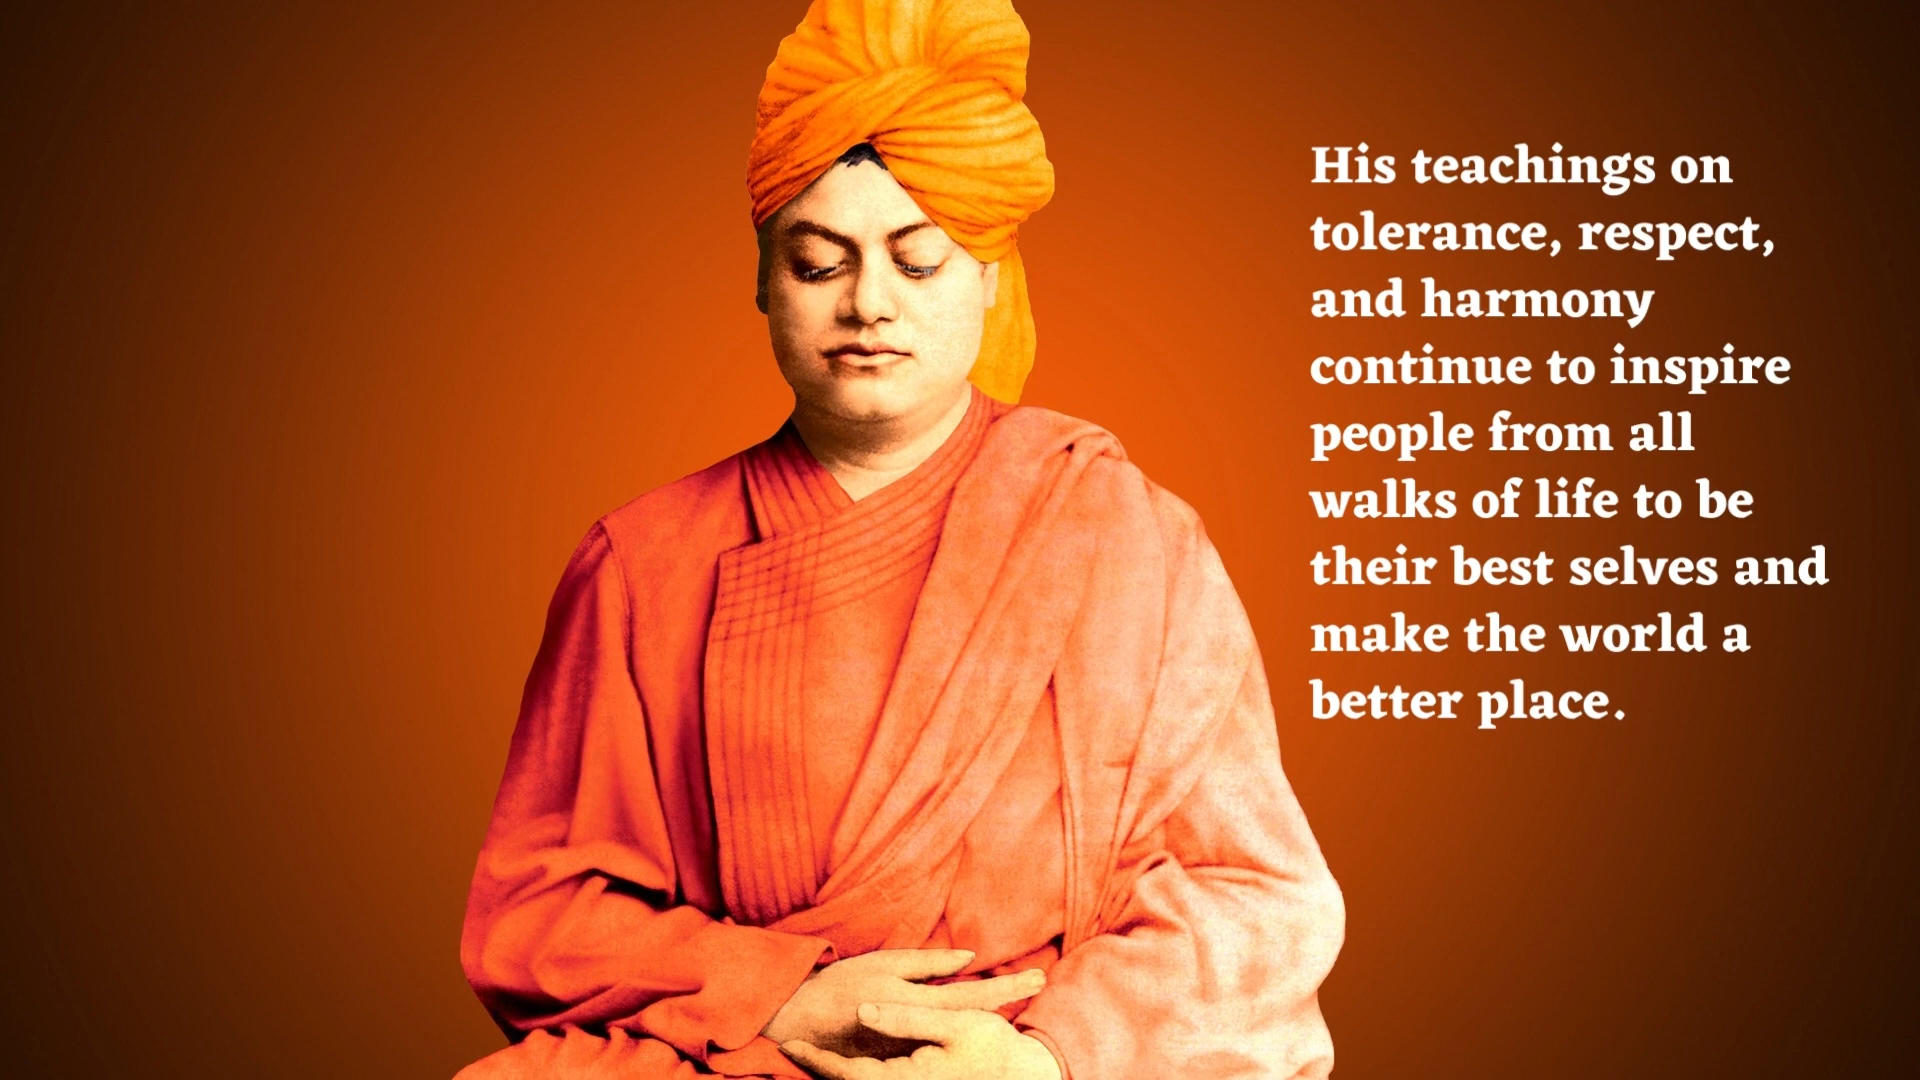 His teachings on
tolerance, respect,
and harmony
continue to inspire
people from all
walks of life to be
their best selves and
make the world a
better place.